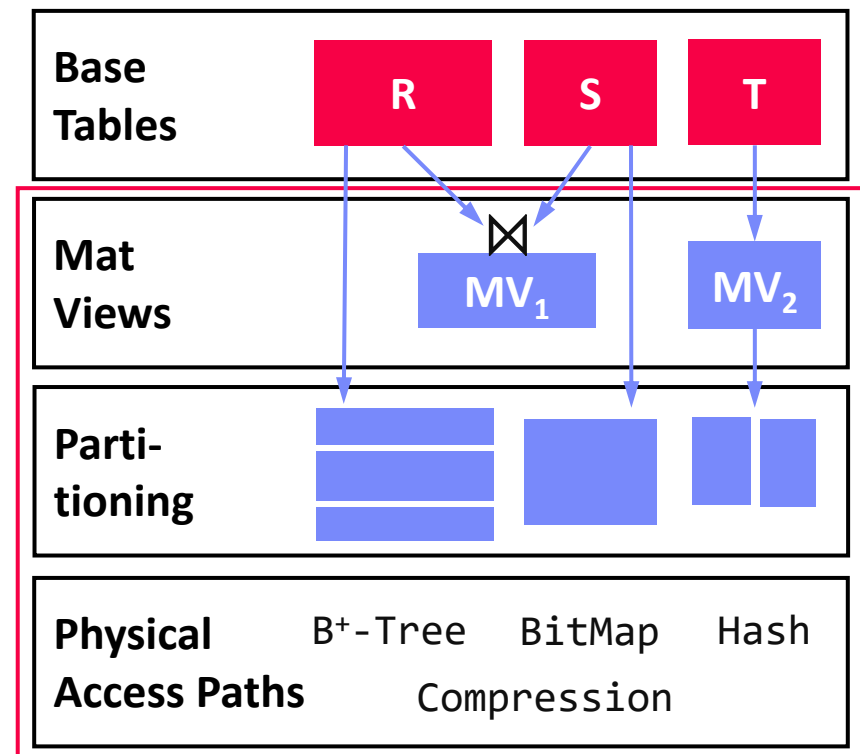 Base
Tables
R
S
T
Mat
Views
⋈
MV₁
MV₂
Parti-
tioning
Physical
Access Paths
B⁺-Tree
BitMap
Hash
Compression